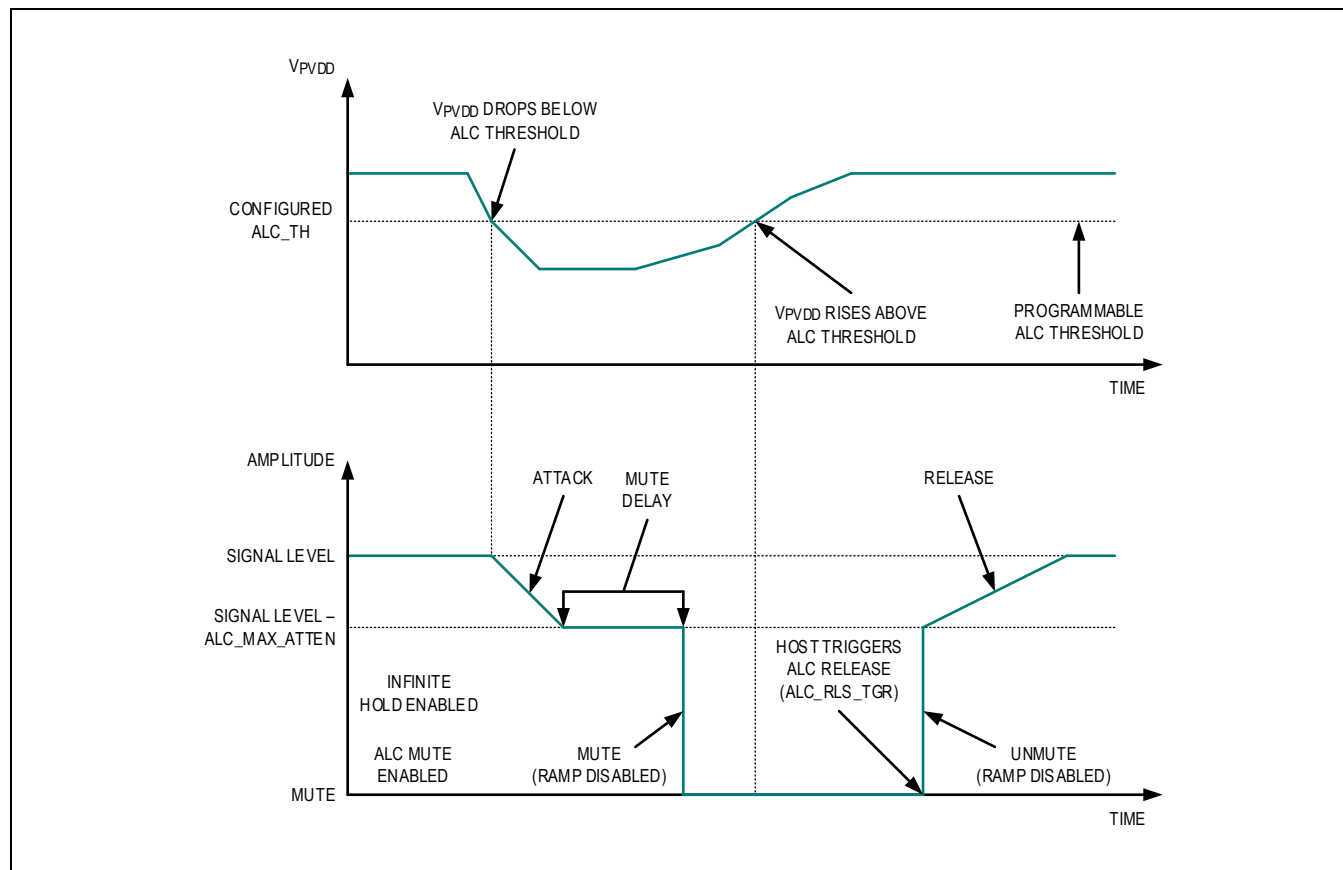 VPVDD
VPVDD DROPS BELOW
ALC THRESHOLD
CONFIGURED
ALC_TH
VPVDD RISES ABOVE
ALC THRESHOLD
PROGRAMMABLE
ALC THRESHOLD
TIME
AMPLITUDE
ATTACK
MUTE
DELAY
RELEASE
SIGNAL LEVEL
SIGNAL LEVEL –
ALC_MAX_ATTEN
HOST TRIGGERS
ALC RELEASE
(ALC_RLS_TGR)
INFINITE
HOLD ENABLED
ALC MUTE
ENABLED
MUTE
(RAMP DISABLED)
UNMUTE
(RAMP DISABLED)
MUTE
TIME